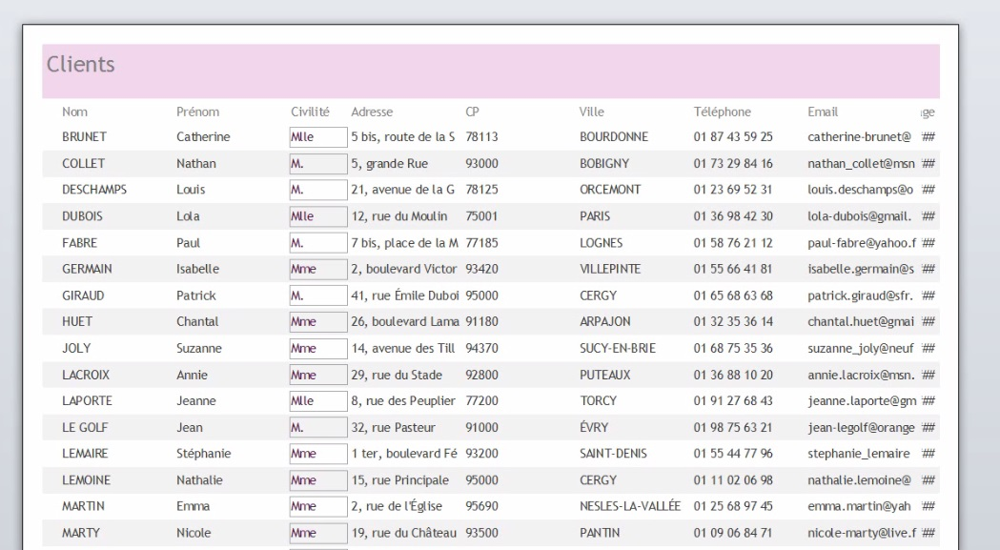 Clients
Nom Prénom Civilité Adresse CP Ville Téléphone Email ge
BRUNET Catherine Mlle 5 bis, route de la S 78113 BOURDONNE 01 87 43 59 25 catherine-brunet@ ##
COLLET Nathan M. 5, grande Rue 93000 BOBIGNY 01 73 29 84 16 nathan_collet@msn ##
DESCHAMPS Louis M. 21, avenue de la G 78125 ORCEMONT 01 23 69 52 31 louis.deschamps@o ##
DUBOIS Lola Mlle 12, rue du Moulin 75001 PARIS 01 36 98 42 30 lola-dubois@gmail. ##
FABRE Paul M. 7 bis, place de la M 77185 LOGNES 01 58 76 21 12 paul-fabre@yahoo.f ##
GERMAIN Isabelle Mme 2, boulevard Victor 93420 VILLEPINTE 01 55 66 41 81 isabelle.germain@s ##
GIRAUD Patrick M. 41, rue Émile Duboi 95000 CERGY 01 65 68 63 68 patrick.giraud@sfr. ##
HUET Chantal Mme 26, boulevard Lama 91180 ARPAJON 01 32 35 36 14 chantal.huet@gmai ##
JOLY Suzanne Mme 14, avenue des Till 94370 SUCY-EN-BRIE 01 68 75 35 36 suzanne_joly@neuf ##
LACROIX Annie Mme 29, rue du Stade 92800 PUTEAUX 01 36 88 10 20 annie.lacroix@msn. ##
LAPORTE Jeanne Mlle 8, rue des Peuplier 77200 TORCY 01 91 27 68 43 jeanne.laporte@gm ##
LE GOLF Jean M. 32, rue Pasteur 91000 ÉVRY 01 98 75 63 21 jean-legolf@orange ##
LEMAIRE Stéphanie Mme 1 ter, boulevard Fé 93200 SAINT-DENIS 01 55 44 77 96 stephanie_lemaire ##
LEMOINE Nathalie Mme 15, rue Principale 95000 CERGY 01 11 02 06 98 nathalie.lemoine@ ##
MARTIN Emma Mme 2, rue de l'Église 95690 NESLES-LA-VALLÉE 01 25 68 97 45 emma.martin@yah ##
MARTY Nicole Mme 19, rue du Château 93500 PANTIN 01 09 06 84 71 nicole-marty@live.f ##